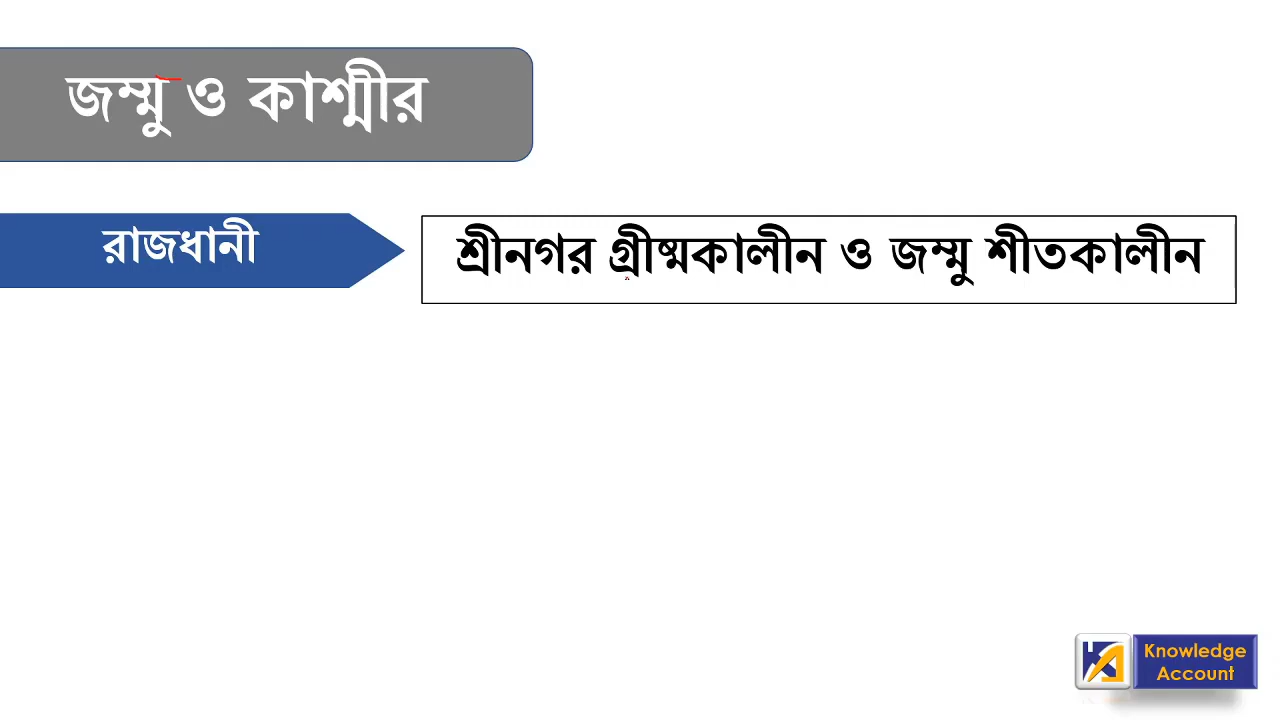 জম্মু ও কাশ্মীর
রাজধানী
শ্রীনগর গ্রীষ্মকালীন ও জম্মু শীতকালীন
Knowledge
Account